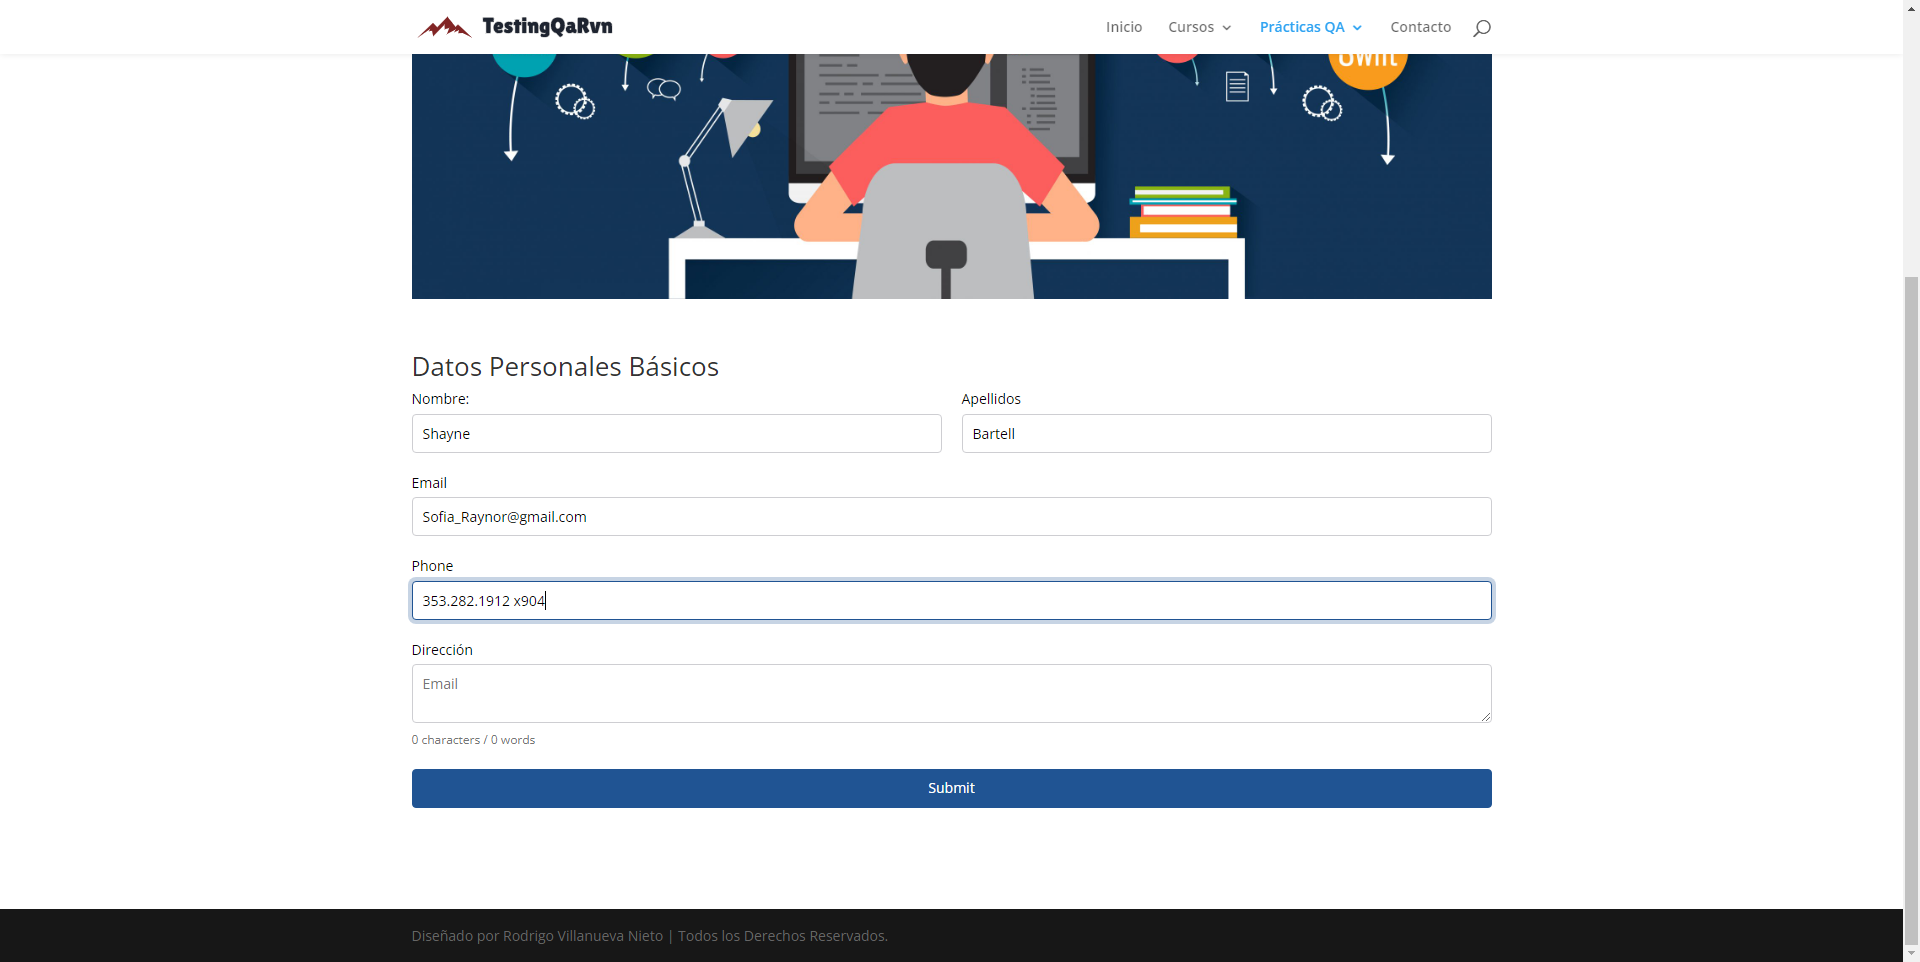 TestingQaRvn
Inicio
Cursos
Prácticas QA
Contacto
Datos Personales Básicos
Nombre:
Apellidos
Shayne
Bartell
Email
Sofia_Raynor@gmail.com
Phone
353.282.1912 x904
Dirección
Email
0 characters / 0 words
Submit
Diseñado por Rodrigo Villanueva Nieto | Todos los Derechos Reservados.